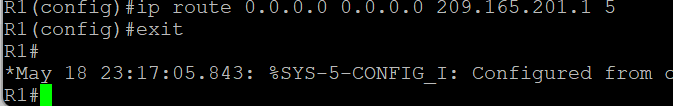 R1(config)#ip route 0.0.0.0 0.0.0.0 209.165.201.1 5
R1(config)#exit
R1#
*May 18 23:17:05.843: %SYS-5-CONFIG_I: Configured from
R1#